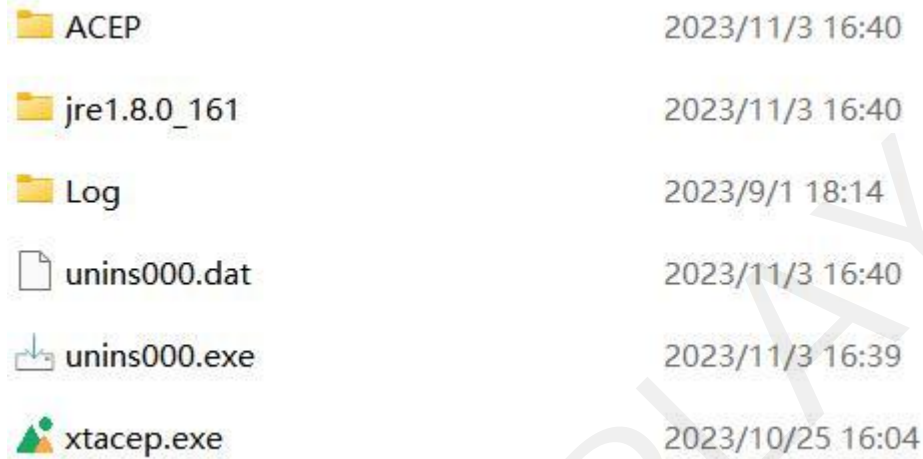 ACEP 2023/11/3 16:40
jre1.8.0_161 2023/11/3 16:40
Log 2023/9/1 18:14
unins000.dat 2023/11/3 16:40
unins000.exe 2023/11/3 16:39
xtacep.exe 2023/10/25 16:04